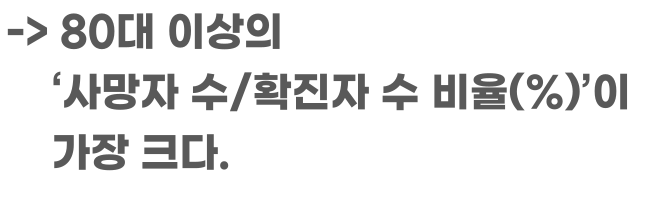 -> 80대 이상의
‘사망자 수/확진자 수 비율(%)’이
가장 크다.